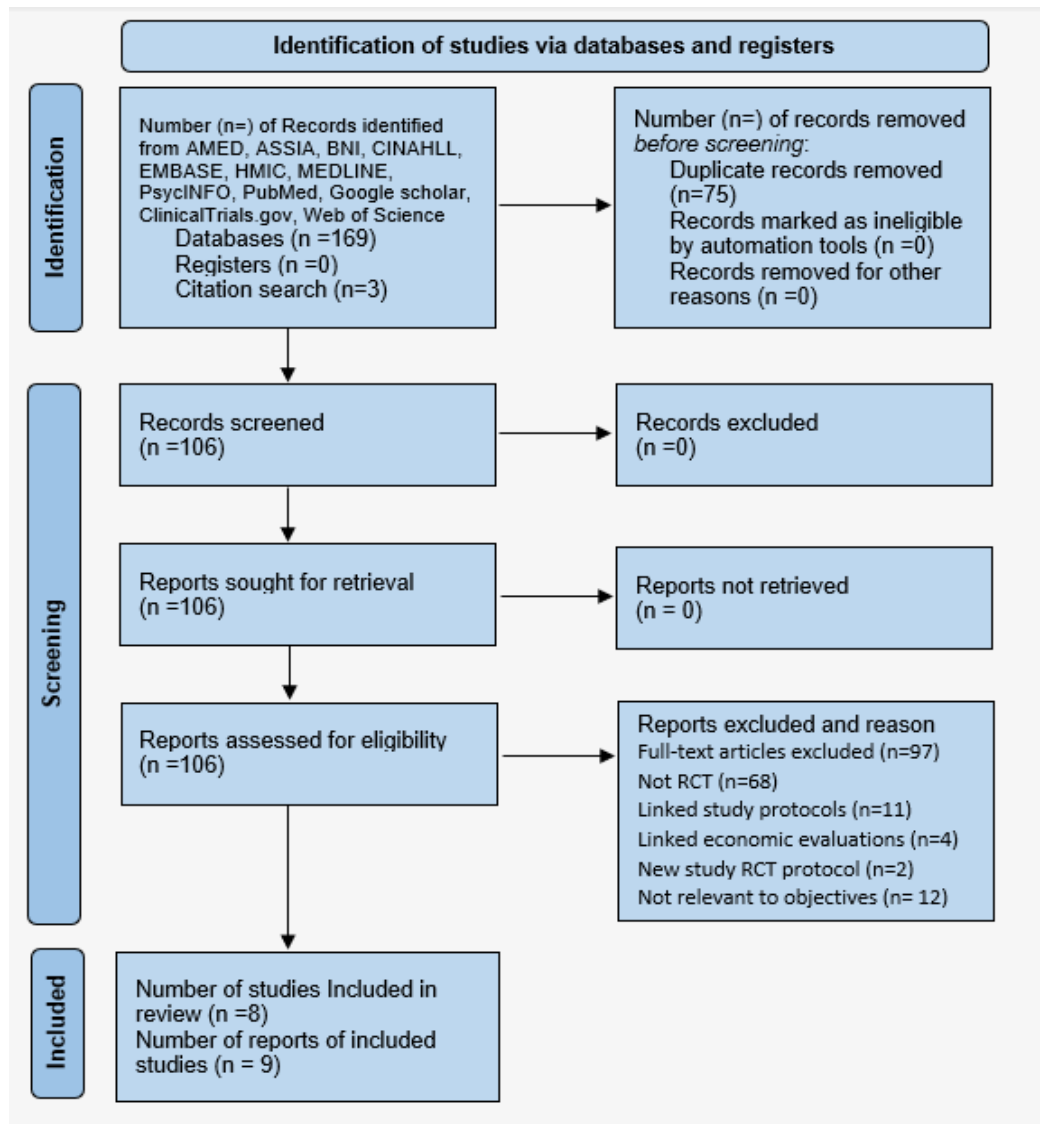 Identification of studies via databases and registers
Identification
Number (n=) of Records identified
from AMED, ASSIA, BNI, CINAHLL,
EMBASE, HMIC, MEDLINE,
PsycINFO, PubMed, Google scholar,
ClinicalTrials.gov, Web of Science
Databases (n =169)
Registers (n =0)
Citation search (n=3)
Number (n=) of records removed
before screening:
Duplicate records removed
(n=75)
Records marked as ineligible
by automation tools (n =0)
Records removed for other
reasons (n =0)
Screening
Records screened
(n =106)
Records excluded
(n =0)
Reports sought for retrieval
(n =106)
Reports not retrieved
(n = 0)
Reports assessed for eligibility
(n =106)
Reports excluded and reason
Full-text articles excluded (n=97)
Not RCT (n=68)
Linked study protocols (n=11)
Linked economic evaluations (n=4)
New study RCT protocol (n=2)
Not relevant to objectives (n= 12)
Included
Number of studies Included in
review (n =8)
Number of reports of included
studies (n = 9)